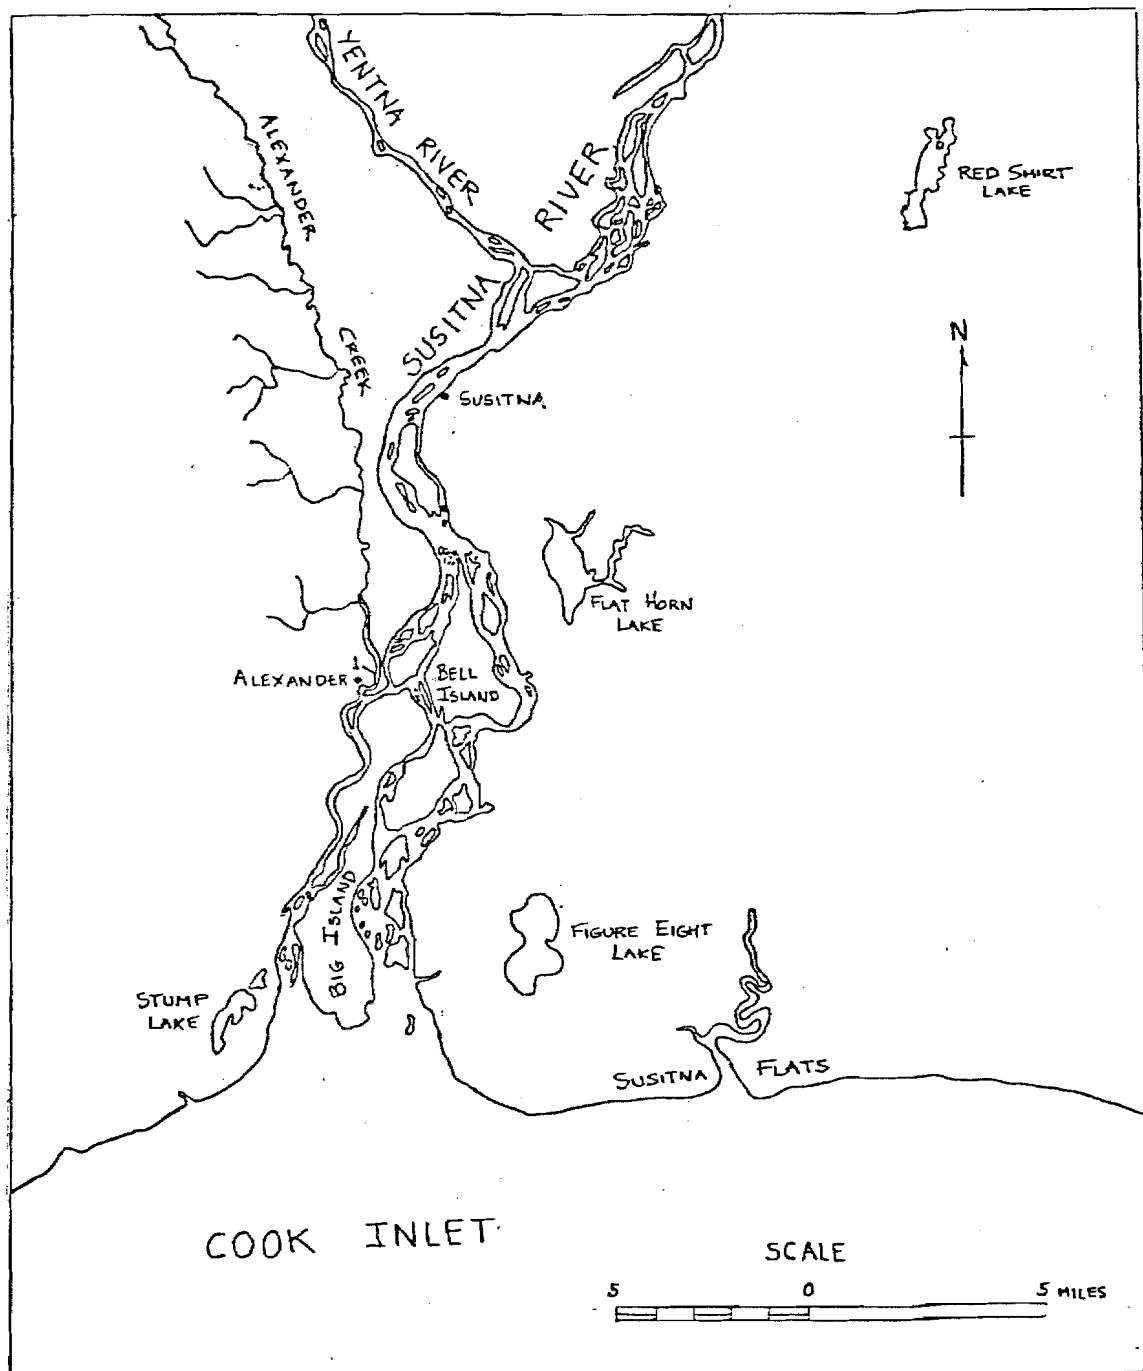 YENTNA RIVER
ALEXANDER CREEK
SUSITNA RIVER
RED SHIRT
LAKE
N
SUSITNA
FLAT HORN
LAKE
1
ALEXANDER
BELL
ISLAND
BIG ISLAND
FIGURE EIGHT
LAKE
STUMP
LAKE
SUSITNA FLATS
COOK INLET
SCALE
5 0 5 MILES